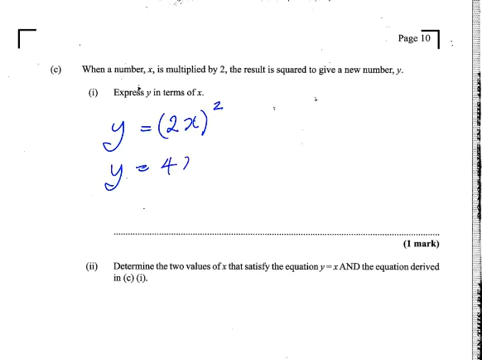 Page 10
(c) When a number, x, is multiplied by 2, the result is squared to give a new number, y.
(i) Express y in terms of x.
y = (2x)²
y = 4
(1 mark)
(ii) Determine the two values of x that satisfy the equation y = x AND the equation derived
in (c) (i).